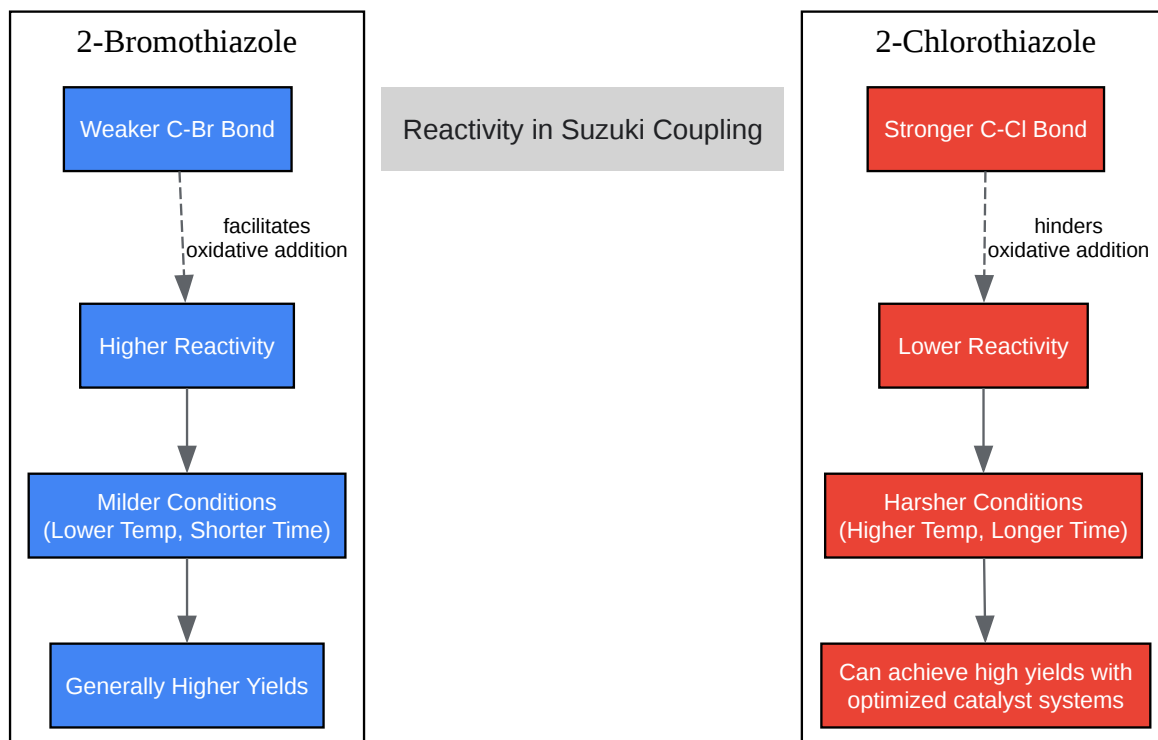 2-Bromothiazole
Weaker C-Br Bond
facilitates
oxidative addition
Higher Reactivity
Milder Conditions
(Lower Temp, Shorter Time)
Generally Higher Yields
Reactivity in Suzuki Coupling
2-Chlorothiazole
Stronger C-Cl Bond
hinders
oxidative addition
Lower Reactivity
Harsher Conditions
(Higher Temp, Longer Time)
Can achieve high yields with
optimized catalyst systems